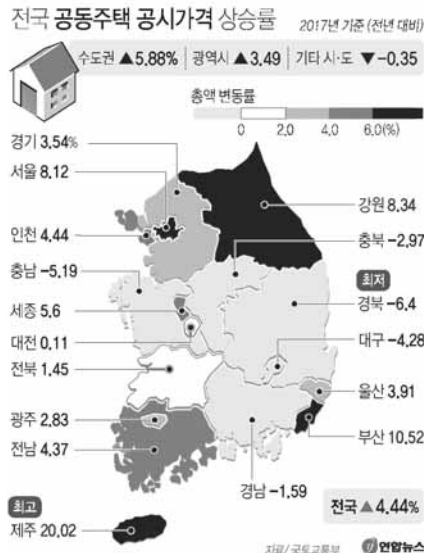 전국 공동주택 공시가격 상승률
2017년 기준 (전년 대비)
수도권 ▲5.88% 광역시 ▲3.49 기타 시·도 ▼-0.35
총액 변동률
0 2.0 4.0 6.0(%)
경기 3.54%
서울 8.12
인천 4.44
충남 -5.19
세종 5.6
대전 0.11
전북 1.45
광주 2.83
전남 4.37
최고
제주 20.02
강원 8.34
충북 -2.97
최저
경북 -6.4
대구 -4.28
울산 3.91
부산 10.52
경남 -1.59
전국 ▲4.44%
자료/국토교통부
연합뉴스